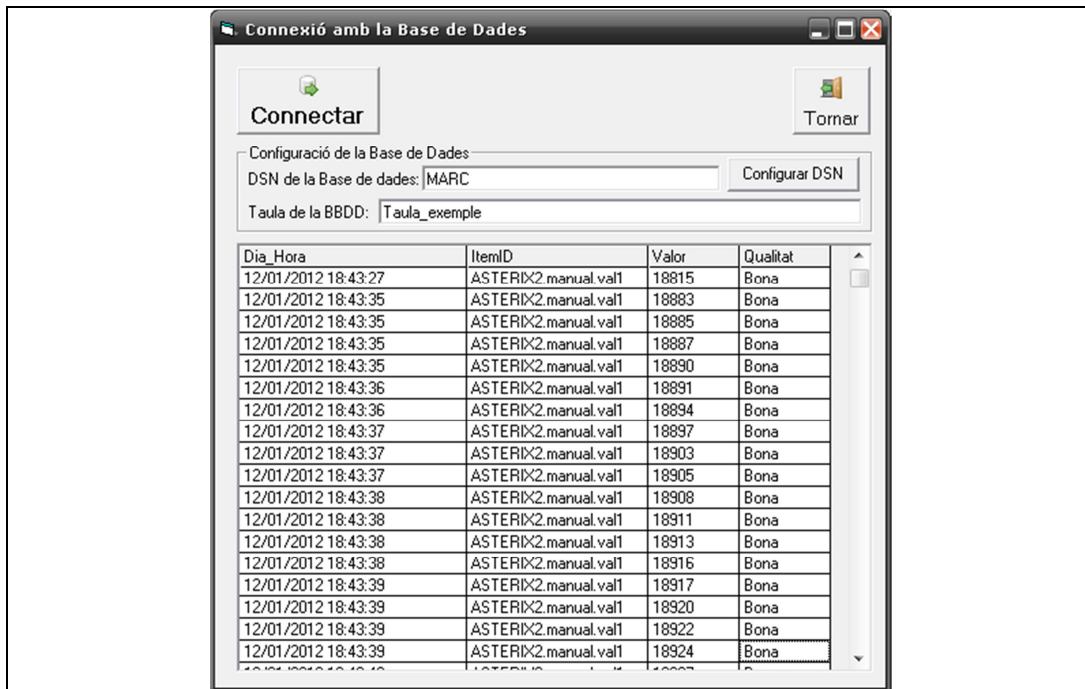 Connexió amb la Base de Dades
Connectar
Tornar
Configuració de la Base de Dades
DSN de la Base de dades: MARC Configurar DSN
Taula de la BBDD: Taula_exemple
Dia_Hora ItemID Valor Qualitat
12/01/2012 18:43:27 ASTERIX2.manual.val1 18815 Bona
12/01/2012 18:43:35 ASTERIX2.manual.val1 18883 Bona
12/01/2012 18:43:35 ASTERIX2.manual.val1 18885 Bona
12/01/2012 18:43:35 ASTERIX2.manual.val1 18887 Bona
12/01/2012 18:43:35 ASTERIX2.manual.val1 18890 Bona
12/01/2012 18:43:36 ASTERIX2.manual.val1 18891 Bona
12/01/2012 18:43:36 ASTERIX2.manual.val1 18894 Bona
12/01/2012 18:43:37 ASTERIX2.manual.val1 18897 Bona
12/01/2012 18:43:37 ASTERIX2.manual.val1 18903 Bona
12/01/2012 18:43:37 ASTERIX2.manual.val1 18905 Bona
12/01/2012 18:43:38 ASTERIX2.manual.val1 18908 Bona
12/01/2012 18:43:38 ASTERIX2.manual.val1 18911 Bona
12/01/2012 18:43:38 ASTERIX2.manual.val1 18913 Bona
12/01/2012 18:43:38 ASTERIX2.manual.val1 18916 Bona
12/01/2012 18:43:39 ASTERIX2.manual.val1 18917 Bona
12/01/2012 18:43:39 ASTERIX2.manual.val1 18920 Bona
12/01/2012 18:43:39 ASTERIX2.manual.val1 18922 Bona
12/01/2012 18:43:39 ASTERIX2.manual.val1 18924 Bona